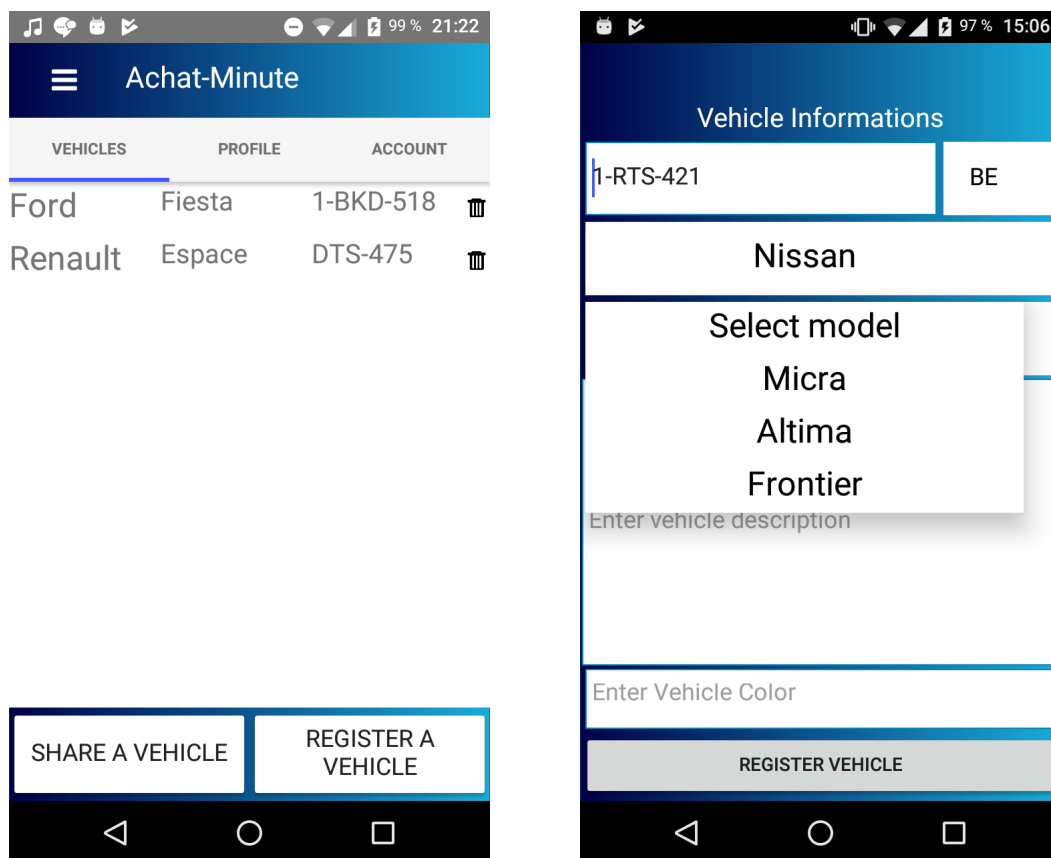 99 % 21:22
Achat-Minute
VEHICLES PROFILE ACCOUNT
Ford Fiesta 1-BKD-518
Renault Espace DTS-475
SHARE A VEHICLE
REGISTER A
VEHICLE
97 % 15:06
Vehicle Informations
1-RTS-421 BE
Nissan
Select model
Micra
Altima
Frontier
Enter vehicle description
Enter Vehicle Color
REGISTER VEHICLE